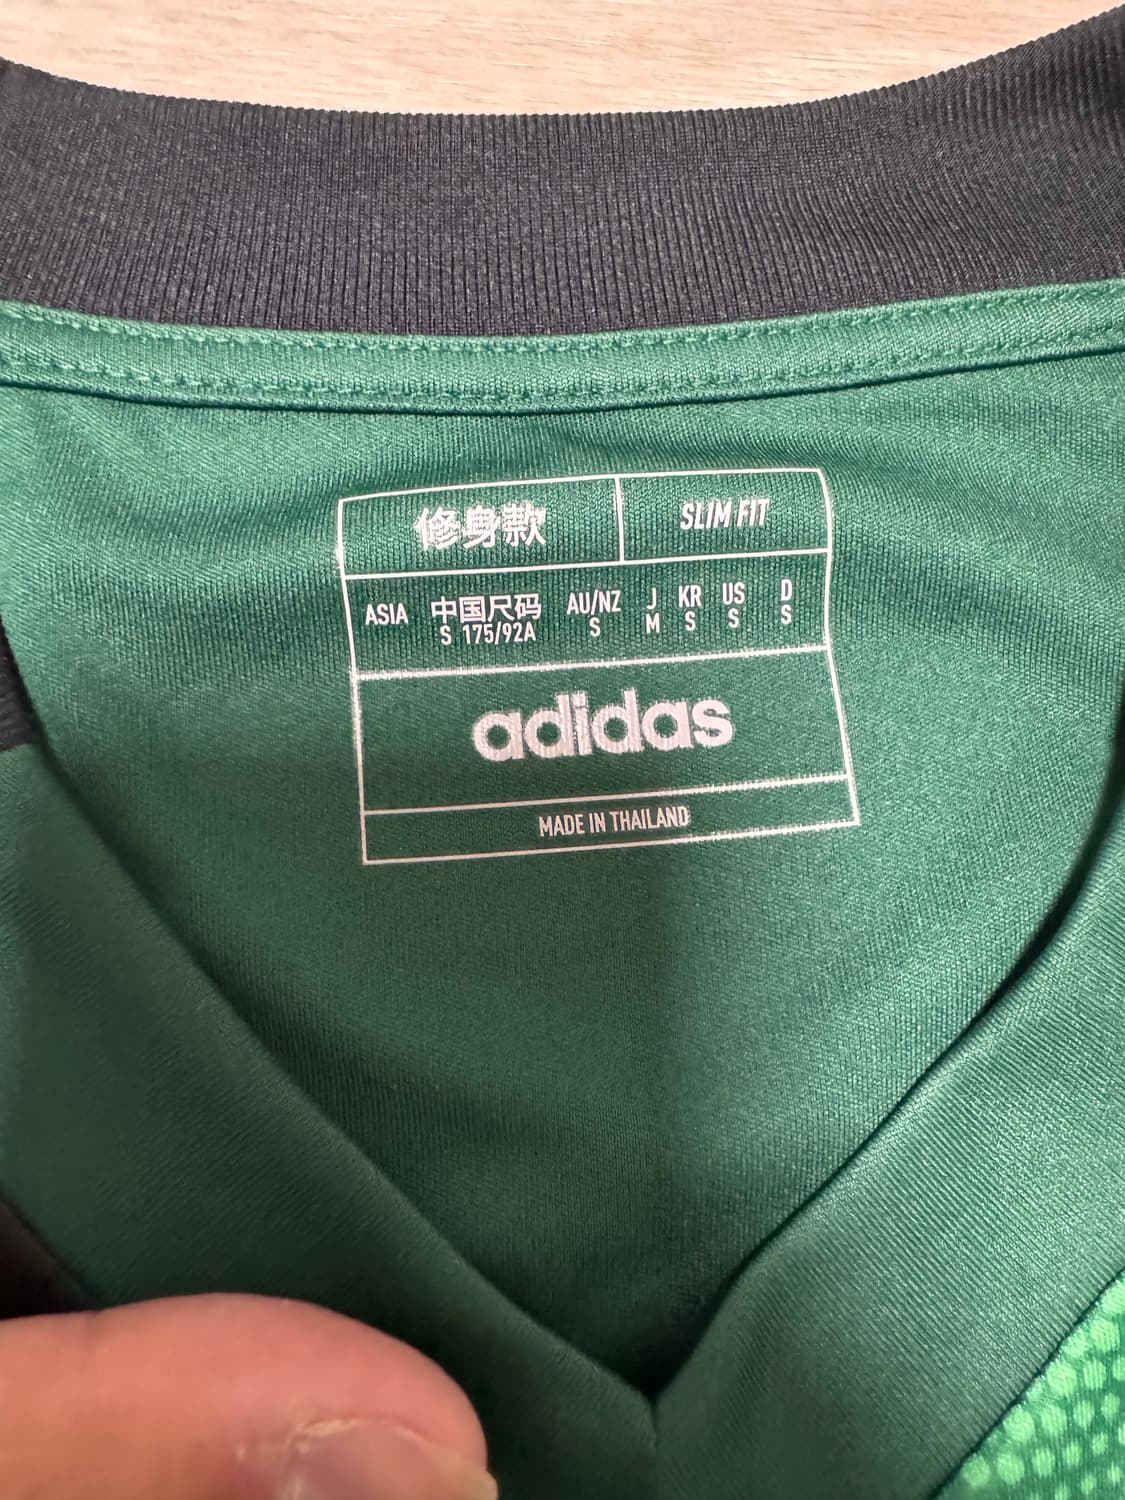 修身款 SLIM FIT
ASIA 中国尺码 AU/NZ J KR US D
S 175/92A S M S S S
adidas
MADE IN THAILAND